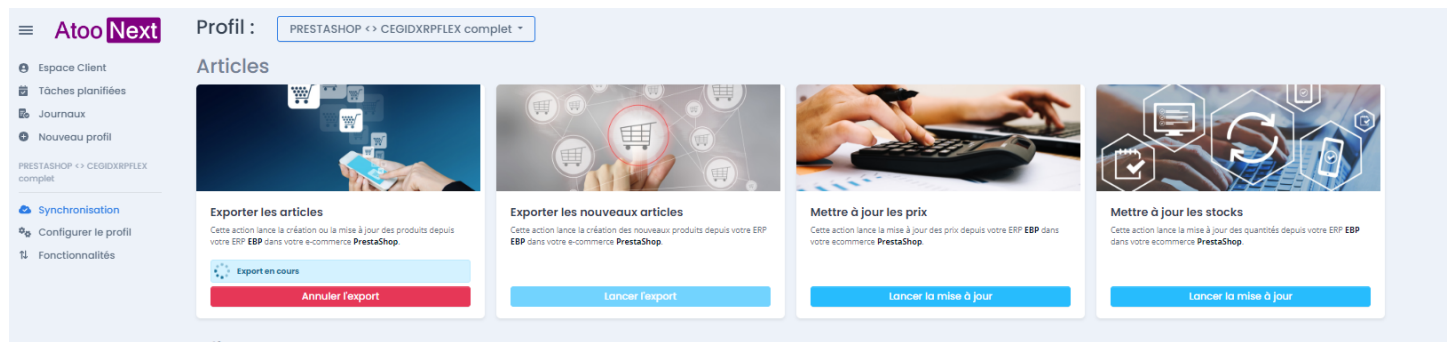 Atoo Next
Profil :
PRESTASHOP <> CEGIDXRPFLEX complet
Espace Client
Tâches planifiées
Journaux
Nouveau profil
PRESTASHOP <> CEGIDXRPFLEX
complet
Synchronisation
Configurer le profil
Fonctionnalités
Articles
Exporter les articles
Cette action lance la création ou la mise à jour des produits depuis
votre ERP EBP dans votre e-commerce PrestaShop.
Export en cours
Annuler l'export
Exporter les nouveaux articles
Cette action lance la création des nouveaux produits depuis votre ERP
EBP dans votre e-commerce PrestaShop.
Lancer l'export
Mettre à jour les prix
Cette action lance la mise à jour des prix depuis votre ERP EBP dans
votre ecommerce PrestaShop.
Lancer la mise à jour
Mettre à jour les stocks
Cette action lance la mise à jour des quantités depuis votre ERP EBP
dans votre ecommerce PrestaShop.
Lancer la mise à jour